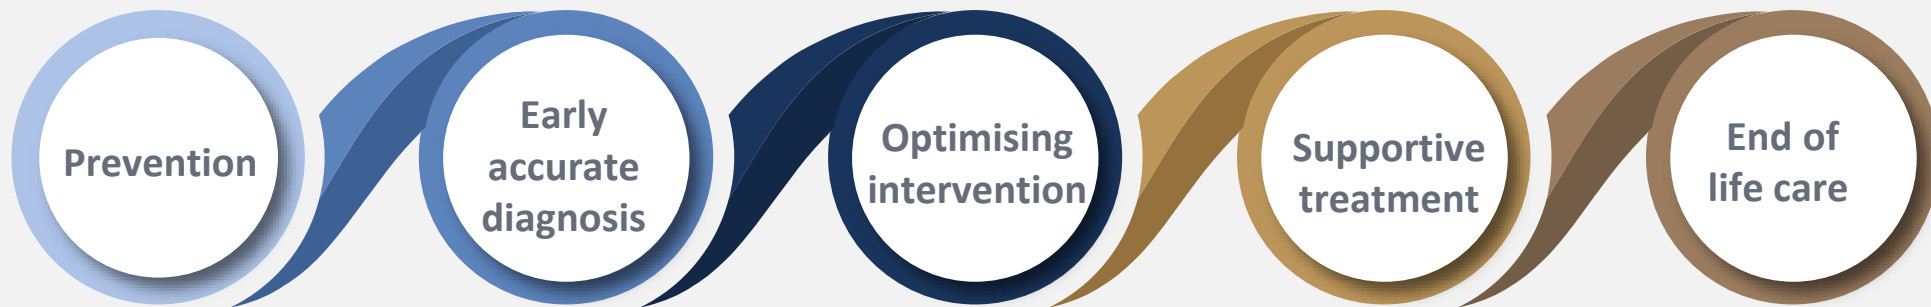 Prevention
Early
accurate
diagnosis
Optimising
intervention
Supportive
treatment
End of
life care